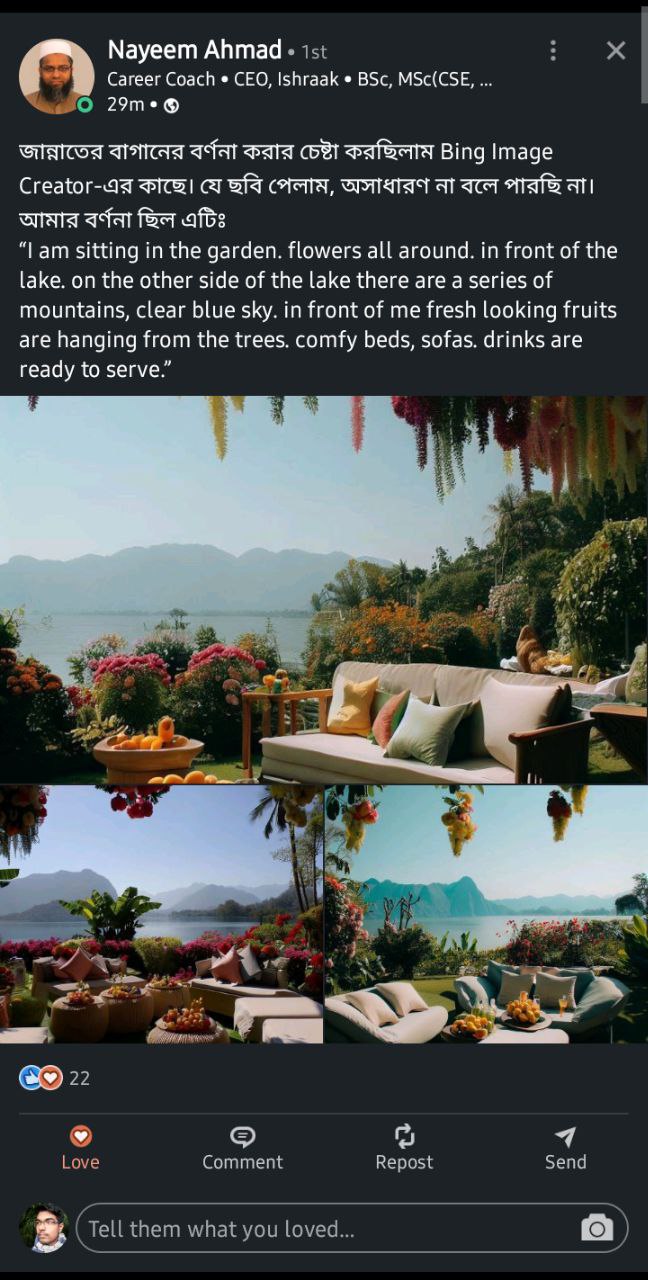 Nayeem Ahmad • 1st
Career Coach • CEO, Ishraak • BSc, MSc(CSE, ...
29m •
জান্নাতের বাগানের বর্ণনা করার চেষ্টা করছিলাম Bing Image
Creator-এর কাছে। যে ছবি পেলাম, অসাধারণ না বলে পারছি না।
আমার বর্ণনা ছিল এটিঃ
“I am sitting in the garden. flowers all around. in front of the
lake. on the other side of the lake there are a series of
mountains, clear blue sky. in front of me fresh looking fruits
are hanging from the trees. comfy beds, sofas. drinks are
ready to serve.”
22
Love Comment Repost Send
Tell them what you loved...